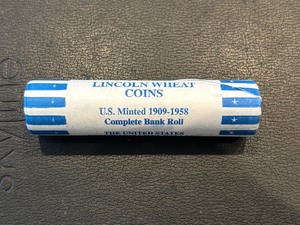 LINCOLN WHEAT
COINS
U.S. Minted 1909-1958
Complete Bank Roll
THE UNITED STATES